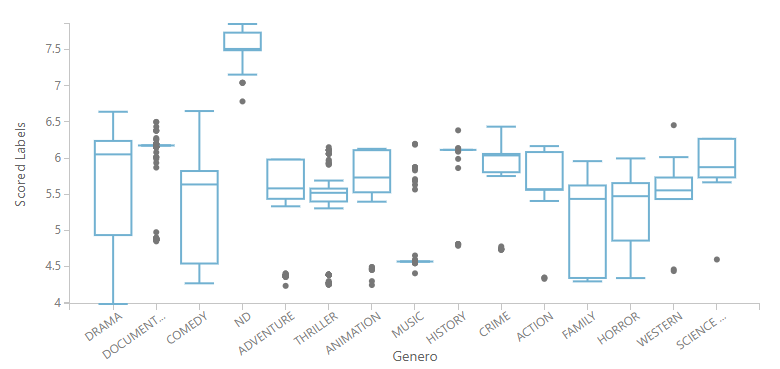 Scored Labels
7.5
7
6.5
6
5.5
5
4.5
4
DRAMA
DOCUMENT...
COMEDY
ND
ADVENTURE
THRILLER
ANIMATION
MUSIC
HISTORY
CRIME
ACTION
FAMILY
HORROR
WESTERN
SCIENCE ...
Genero